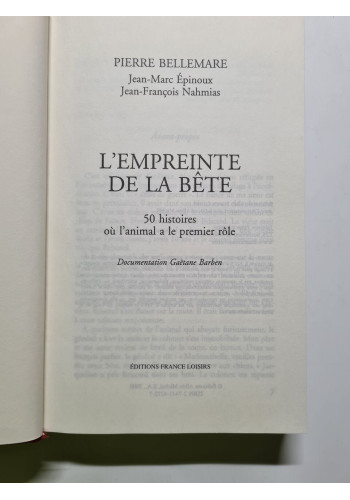 PIERRE BELLEMARE
Jean-Marc Épinoux
Jean-François Nahmias
L'EMPREINTE
DE LA BÊTE
50 histoires
où l'animal a le premier rôle
Documentation Gaëtane Barben
ÉDITIONS FRANCE LOISIRS